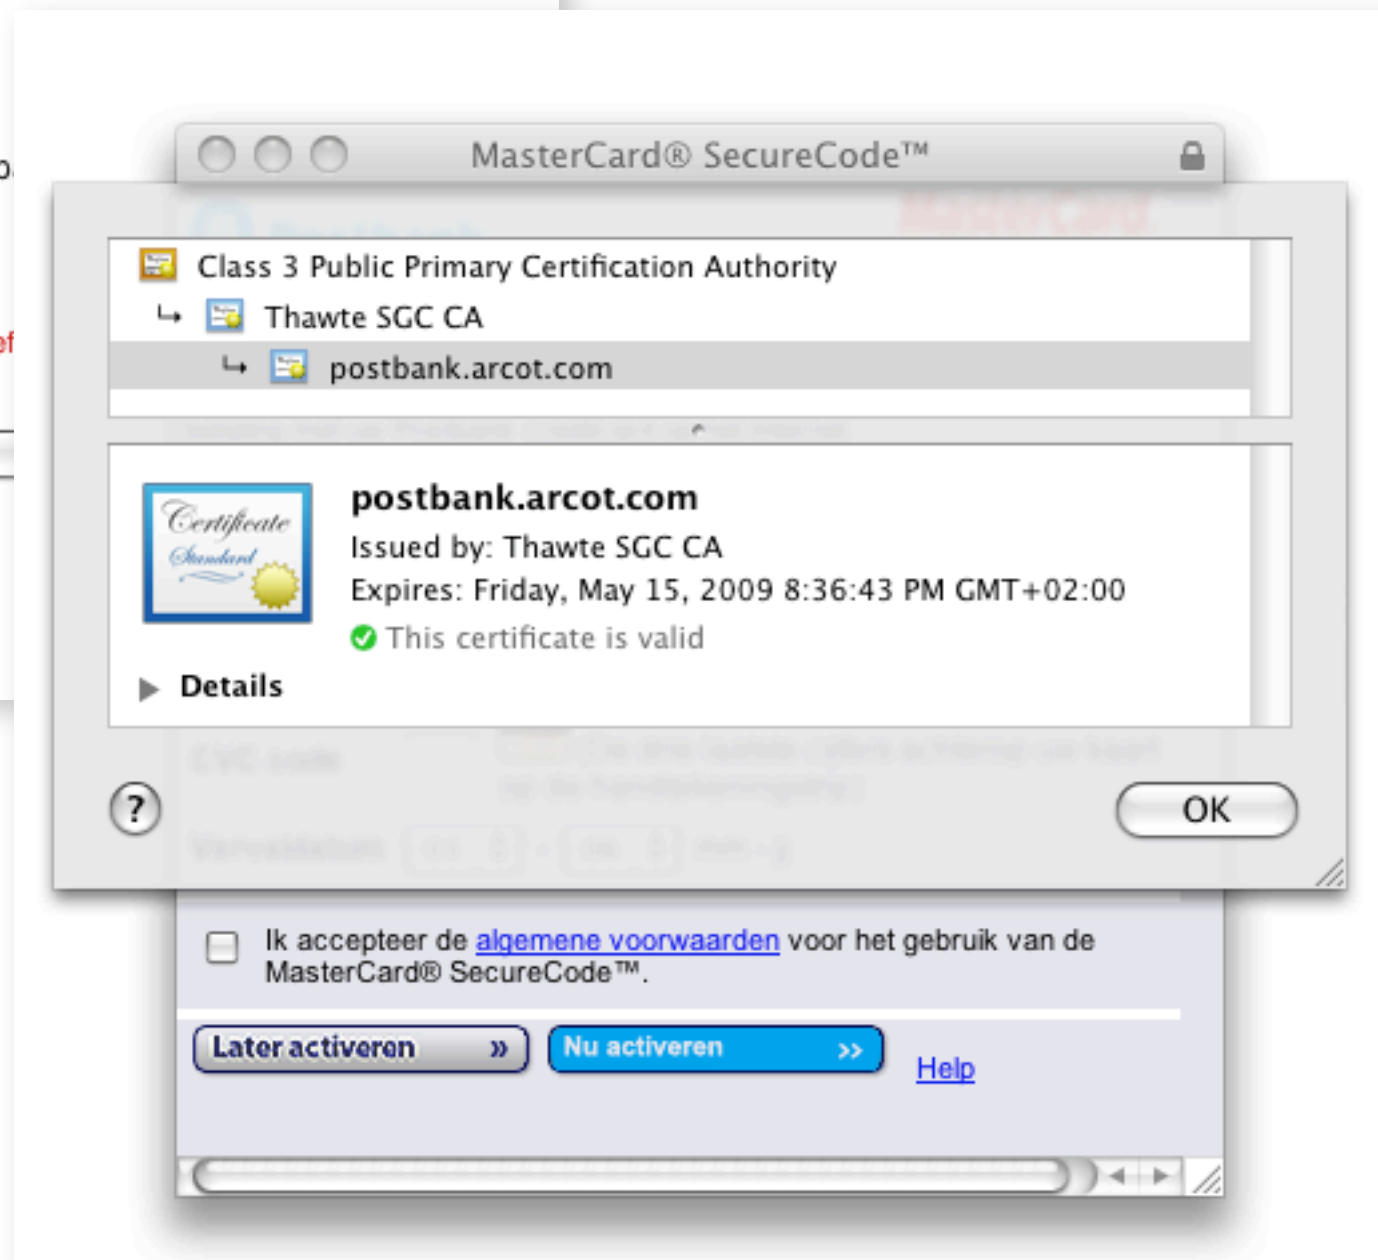 MasterCard® SecureCode™
MasterCard.
Class 3 Public Primary Certification Authority
Thawte SGC CA
postbank.arcot.com
Certificate
Standard
postbank.arcot.com
Issued by: Thawte SGC CA
Expires: Friday, May 15, 2009 8:36:43 PM GMT+02:00
This certificate is valid
Details
CVC code
?
OK
Ik accepteer de algemene voorwaarden voor het gebruik van de
MasterCard® SecureCode™.
Later activeren »
Nu activeren >>
Help